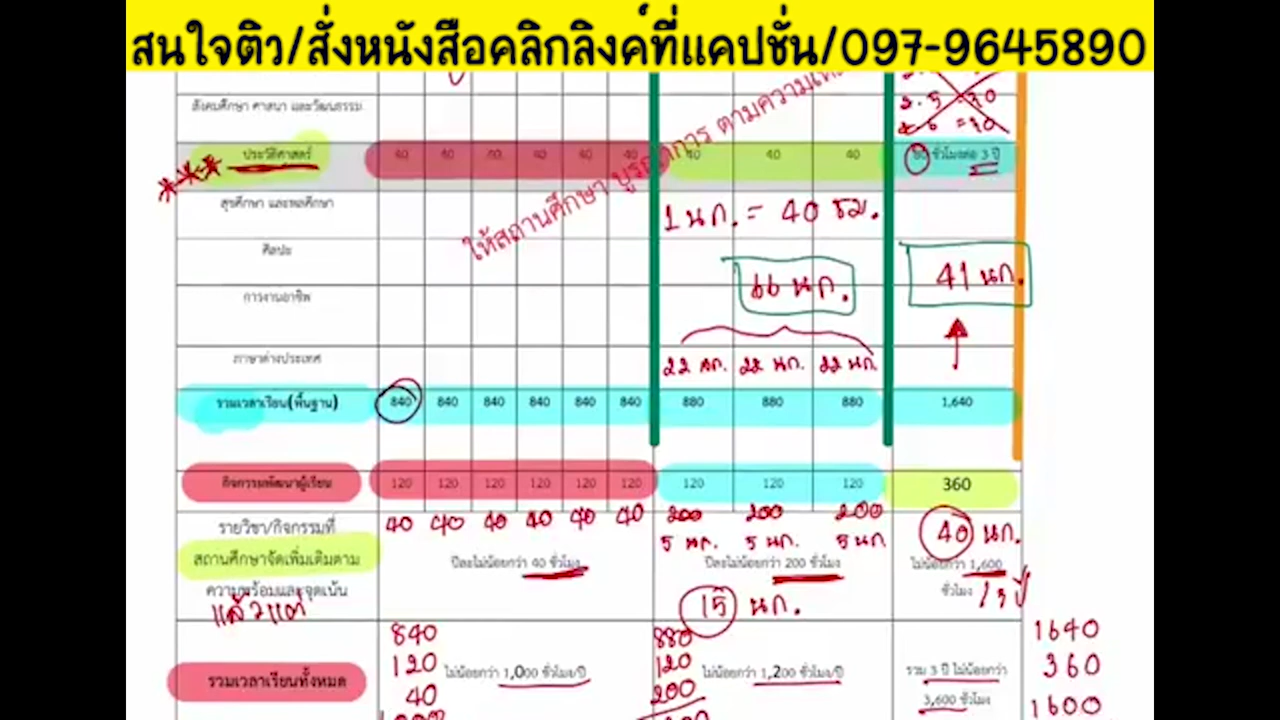 สนใจติว/สั่งหนังสือคลิกลิงค์ที่แคปชั่น/097-9645890
สังคมศึกษา ศาสนา และวัฒนธรรม
2.5 =
ประวัติศาสตร์ 40 40 40 40 40 40 40 40 40 80 ชั่วโมงต่อ 3 ปี
ให้สถานศึกษา บูรณาการ ตามความ
สุขศึกษา และพลศึกษา 1 นก. = 40 ชม.
ศิลปะ
66 นก. 41 นก.
การงานอาชีพ
ภาษาต่างประเทศ 22 นก. 22 นก. 22 นก.
รวมเวลาเรียน(พื้นฐาน) 840 840 840 840 840 840 880 880 880 1,640
กิจกรรมพัฒนาผู้เรียน 120 120 120 120 120 120 120 120 120 360
40 40 40 40 40 40 200 200 200
รายวิชา/กิจกรรมที่ 5 นก. 5 นก. 5 นก. 40 นก.
สถานศึกษาจัดเพิ่มเติมตาม ปีละไม่น้อยกว่า 40 ชั่วโมง ปีละไม่น้อยกว่า 200 ชั่วโมง ไม่น้อยกว่า 1,600
ความพร้อมและจุดเน้น ชั่วโมง /3 ปี
แล้วแต่ 15 นก.
840 880 1640
120 120 360
รวมเวลาเรียนทั้งหมด ไม่น้อยกว่า 1,000 ชั่วโมง/ปี ไม่น้อยกว่า 1,200 ชั่วโมง/ปี รวม 3 ปี ไม่น้อยกว่า
40 200 3,600 ชั่วโมง 1600